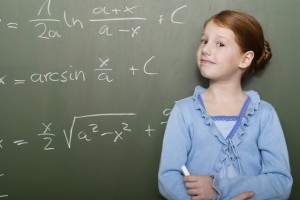 1/2a ln a+x/a-x + C
= arcsin x/a + C
= x/2 √a²-x² + a